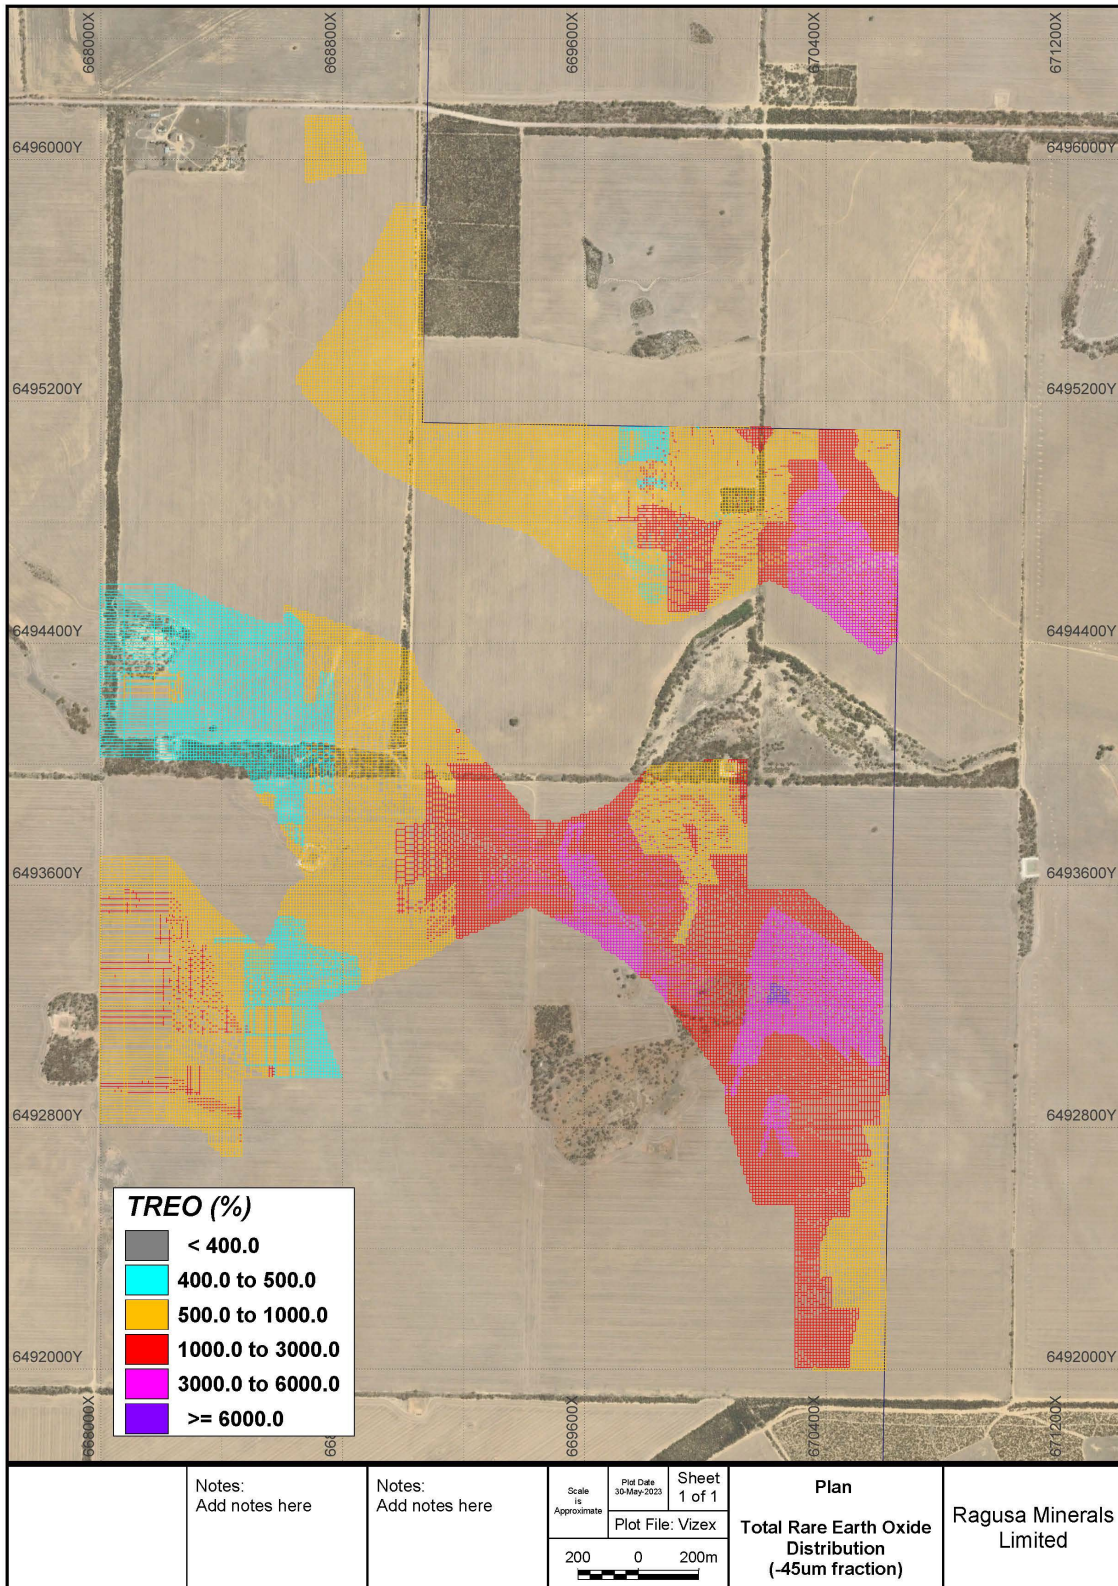 668000X
668800X
669600X
670400X
671200X
6496000Y
6496000Y
6495200Y
6495200Y
6494400Y
6494400Y
6493600Y
6493600Y
6492800Y
6492800Y
6492000Y
6492000Y
TREO (%)
< 400.0
400.0 to 500.0
500.0 to 1000.0
1000.0 to 3000.0
3000.0 to 6000.0
>= 6000.0
668000X
669600X
670400X
671200X
Notes:
Add notes here
Notes:
Add notes here
Scale
is
Approximate
Plot Date
30-May-2023
Sheet
1 of 1
Plot File: Vizex
200 0 200m
Plan
Total Rare Earth Oxide
Distribution
(-45um fraction)
Ragusa Minerals
Limited